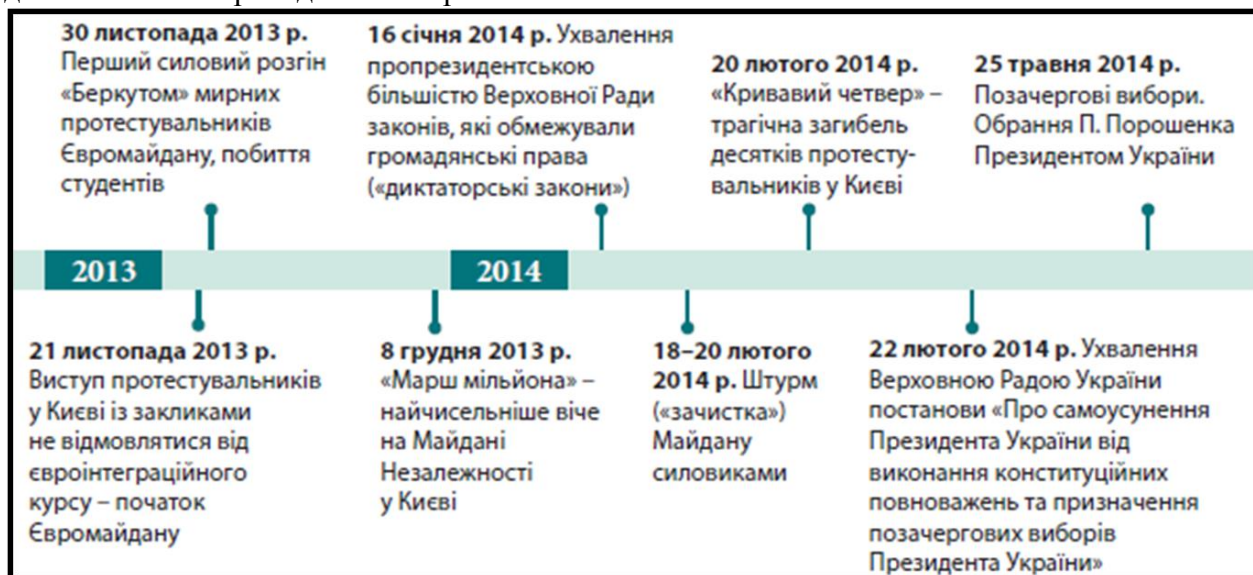 30 листопада 2013 р.
Перший силовий розгін
«Беркутом» мирних
протестувальників
Євромайдану, побиття
студентів
16 січня 2014 р. Ухвалення
пропрезидентською
більшістю Верховної Ради
законів, які обмежували
громадянські права
(«диктаторські закони»)
20 лютого 2014 р.
«Кривавий четвер» –
трагічна загибель
десятків протесту-
вальників у Києві
25 травня 2014 р.
Позачергові вибори.
Обрання П. Порошенка
Президентом України
2013
2014
21 листопада 2013 р.
Виступ протестувальників
у Києві із закликами
не відмовлятися від
євроінтеграційного
курсу – початок
Євромайдану
8 грудня 2013 р.
«Марш мільйона» –
найчисельніше віче
на Майдані
Незалежності
у Києві
18–20 лютого
2014 р. Штурм
(«зачистка»)
Майдану
силовиками
22 лютого 2014 р. Ухвалення
Верховною Радою України
постанови «Про самоусунення
Президента України від
виконання конституційних
повноважень та призначення
позачергових виборів
Президента України»